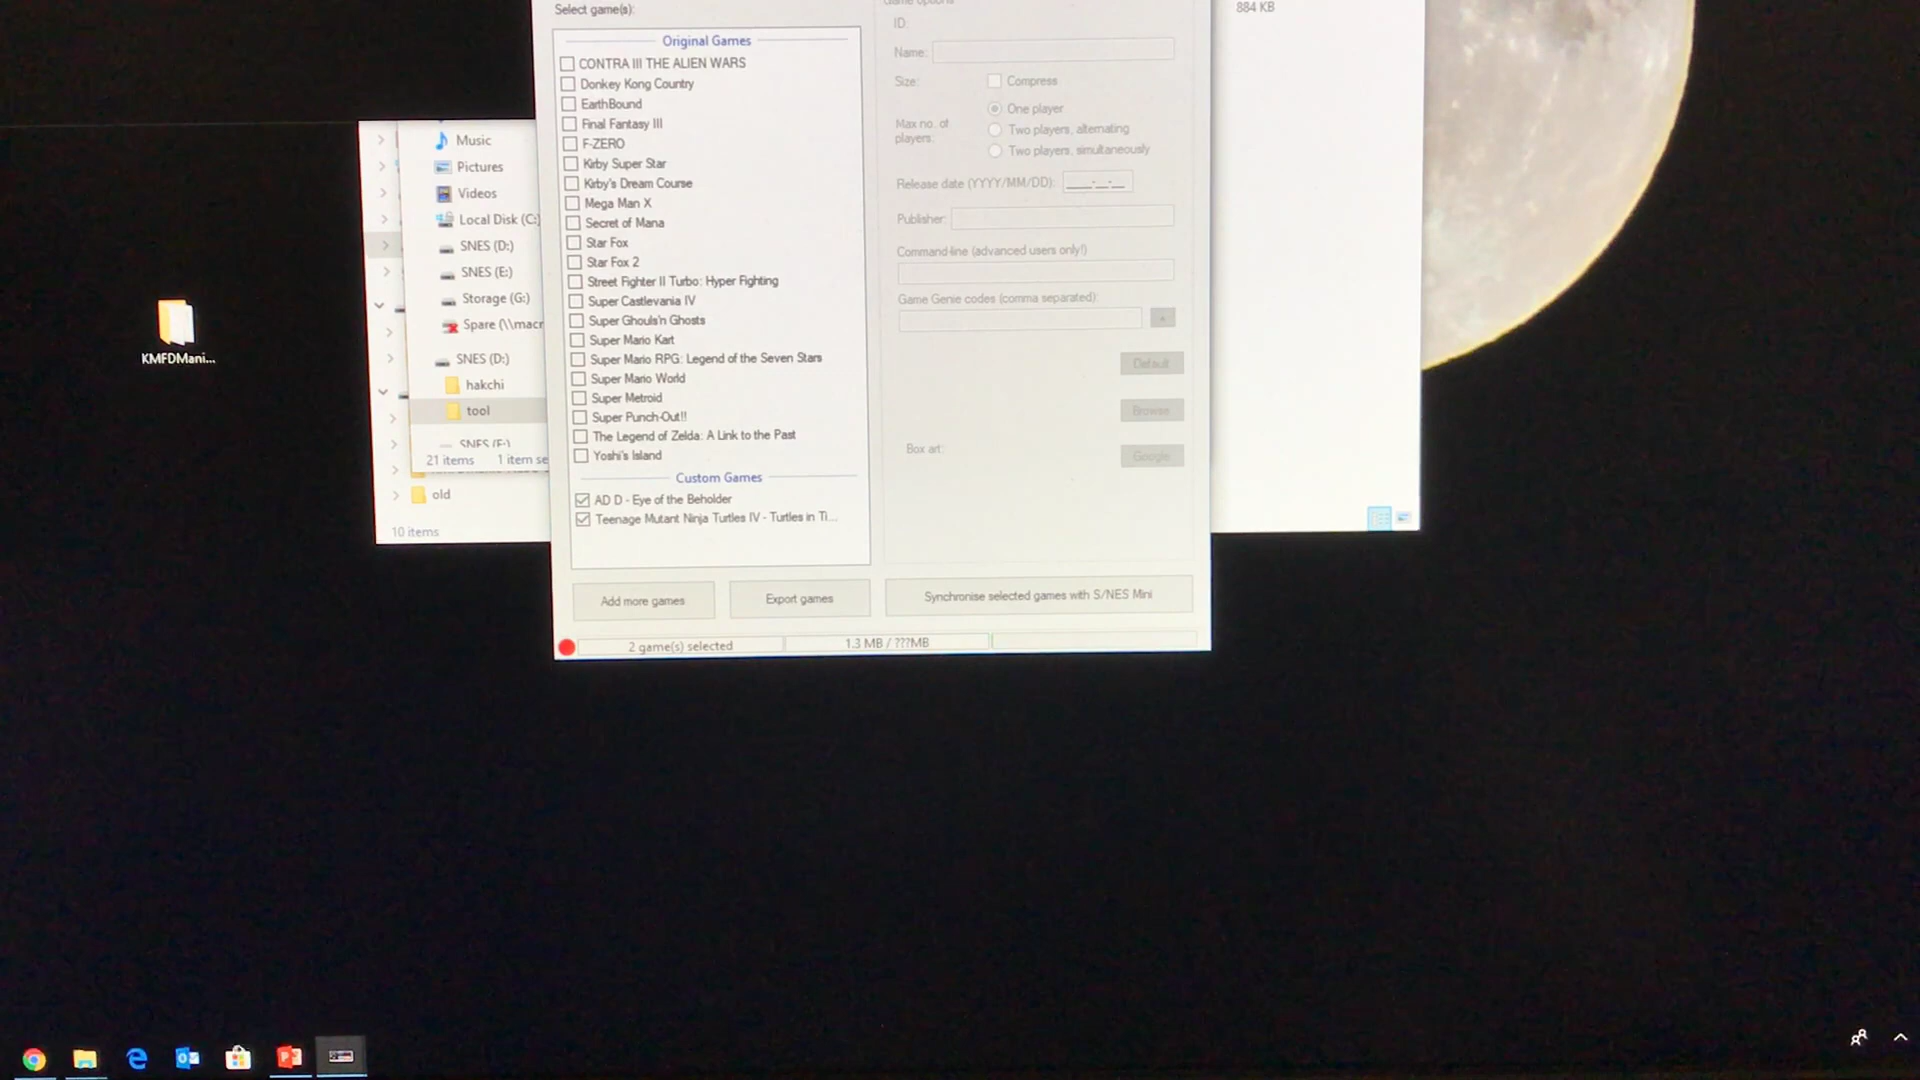 Select game(s):
Original Games
CONTRA III THE ALIEN WARS
Donkey Kong Country
EarthBound
Final Fantasy III
F-ZERO
Kirby Super Star
Kirby's Dream Course
Mega Man X
Secret of Mana
Star Fox
Star Fox 2
Street Fighter II Turbo: Hyper Fighting
Super Castlevania IV
Super Ghouls'n Ghosts
Super Mario Kart
Super Mario RPG: Legend of the Seven Stars
Super Mario World
Super Metroid
Super Punch-Out!!
The Legend of Zelda: A Link to the Past
Yoshi's Island
Custom Games
AD D - Eye of the Beholder
Teenage Mutant Ninja Turtles IV - Turtles in Ti...
Add more games
Export games
Synchronise selected games with S/NES Mini
2 game(s) selected
1.3 MB / ???MB
Game options
ID:
Name:
Size:
Compress
Max no. of
players:
One player
Two players, alternating
Two players, simultaneously
Release date (YYYY/MM/DD):
Publisher:
Command-line (advanced users only!)
Game Genie codes (comma separated):
Default
Browse
Google
Box art:
884 KB
Music
Pictures
Videos
Local Disk (C:)
SNES (D:)
SNES (E:)
Storage (G:)
Spare (\\macr
SNES (D:)
hakchi
tool
21 items
1 item se
old
10 items
KMFDMani...